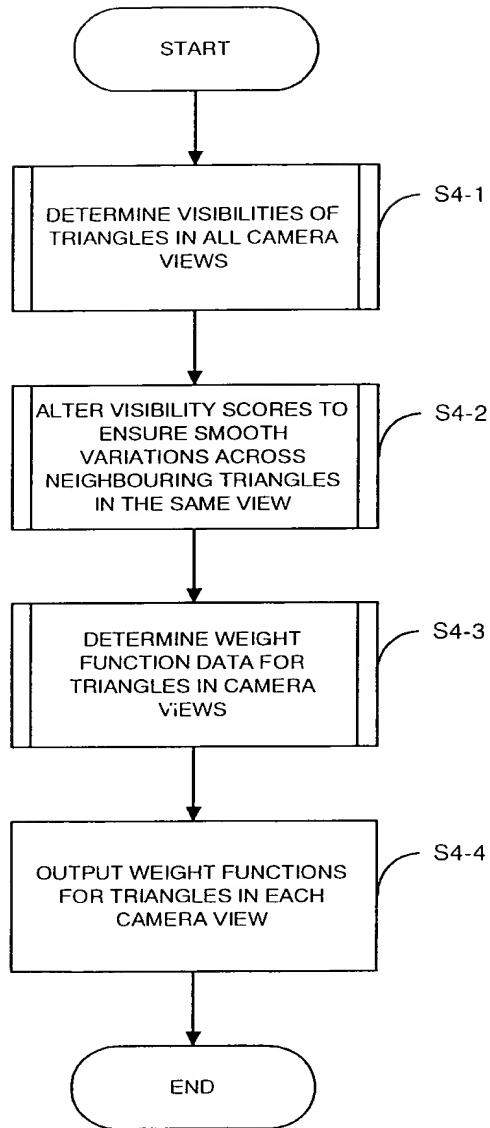 START
DETERMINE VISIBILITIES OF
TRIANGLES IN ALL CAMERA
VIEWS
S4-1
ALTER VISIBILITY SCORES TO
ENSURE SMOOTH
VARIATIONS ACROSS
NEIGHBOURING TRIANGLES
IN THE SAME VIEW
S4-2
DETERMINE WEIGHT
FUNCTION DATA FOR
TRIANGLES IN CAMERA
ViEWS
S4-3
OUTPUT WEIGHT FUNCTIONS
FOR TRIANGLES IN EACH
CAMERA VIEW
S4-4
END